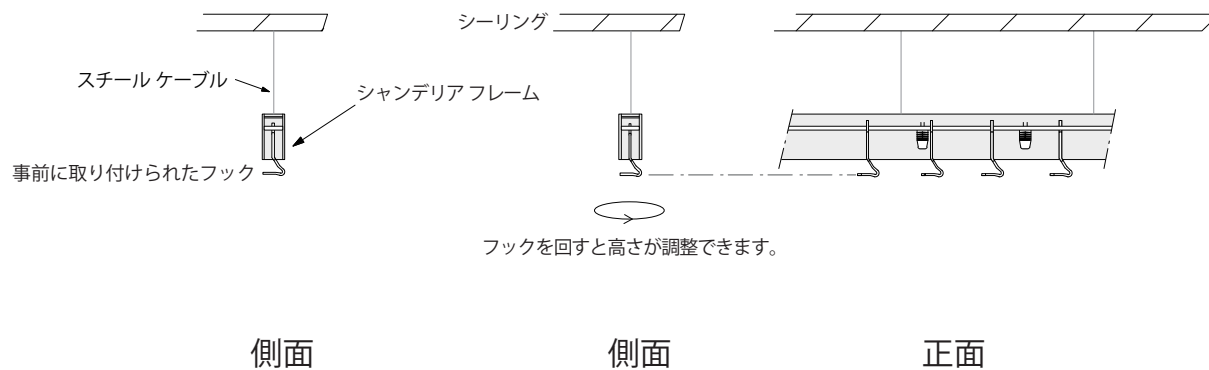 シーリング
スチール ケーブル
シャンデリア フレーム
事前に取り付けられたフック
フックを回すと高さが調整できます。
側面
側面
正面